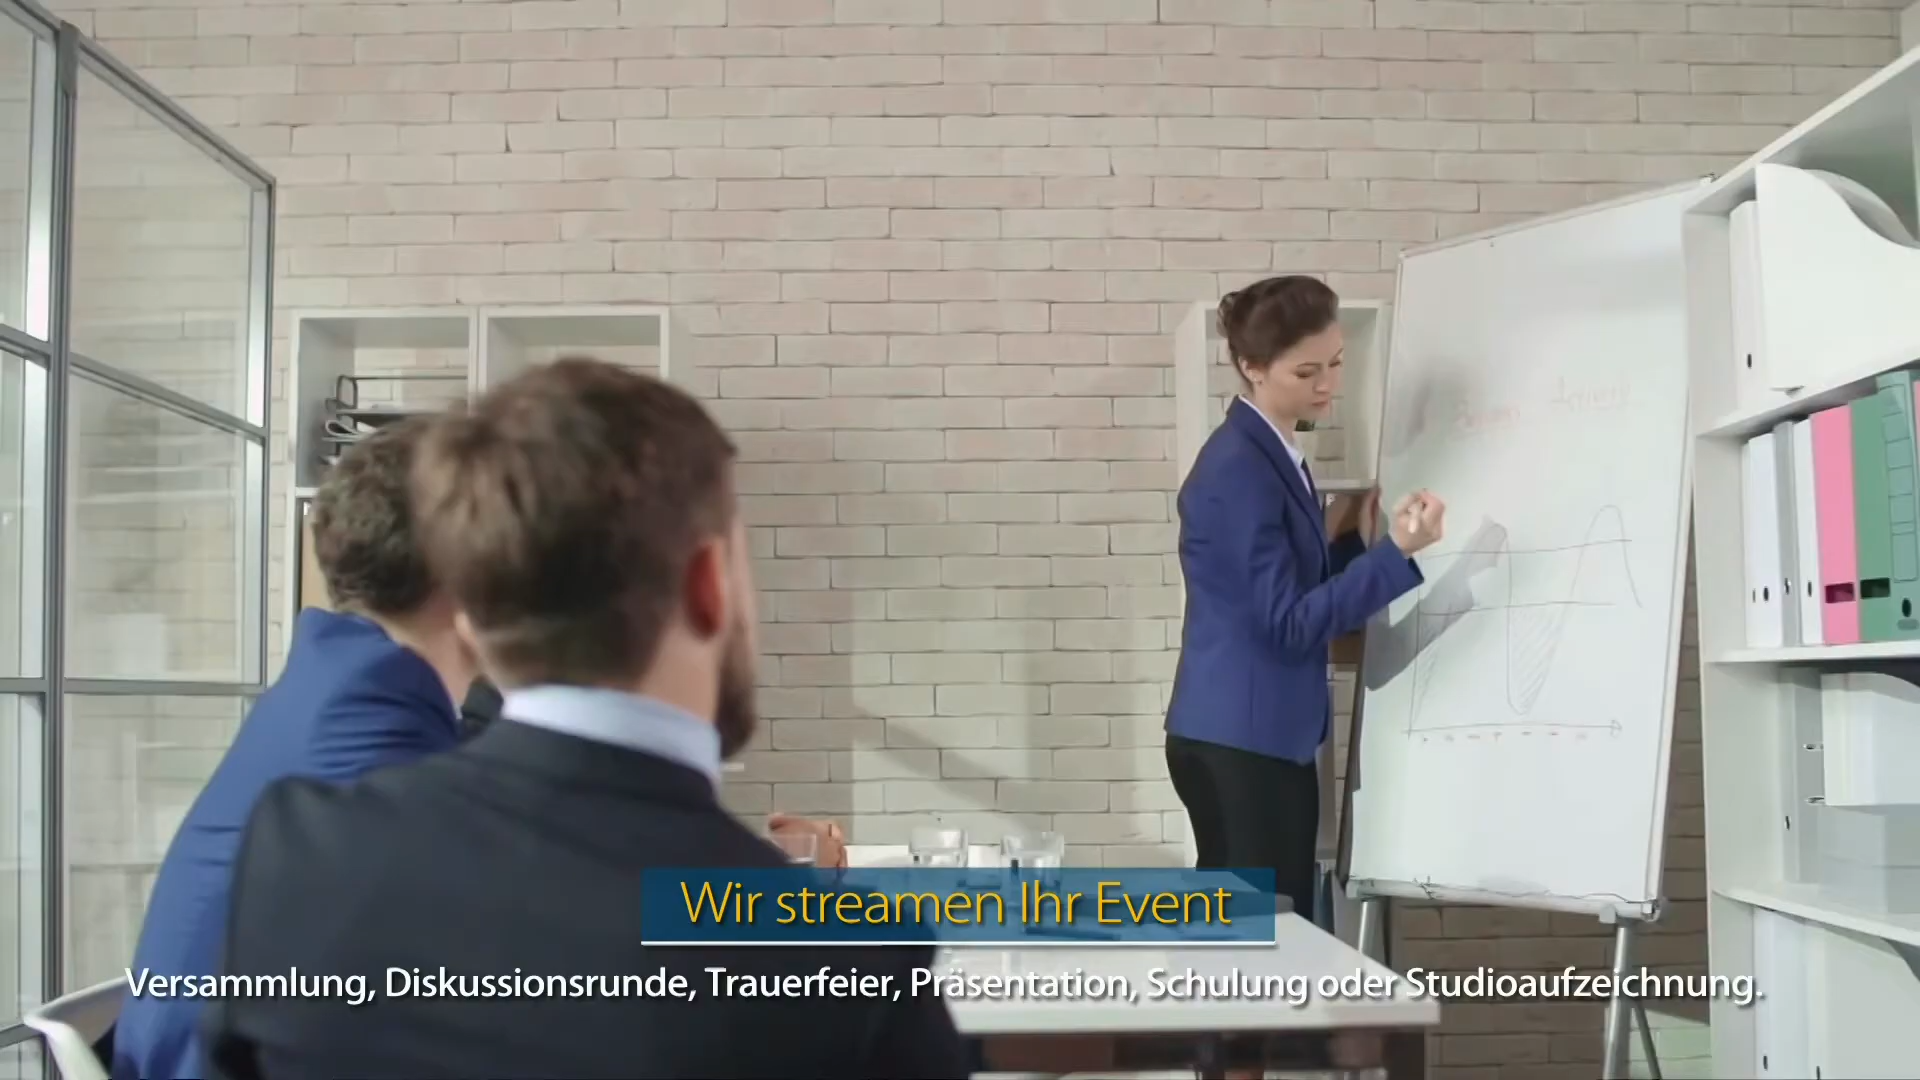 Wir streamen Ihr Event
Versammlung, Diskussionsrunde, Trauerfeier, Präsentation, Schulung oder Studioaufzeichnung.